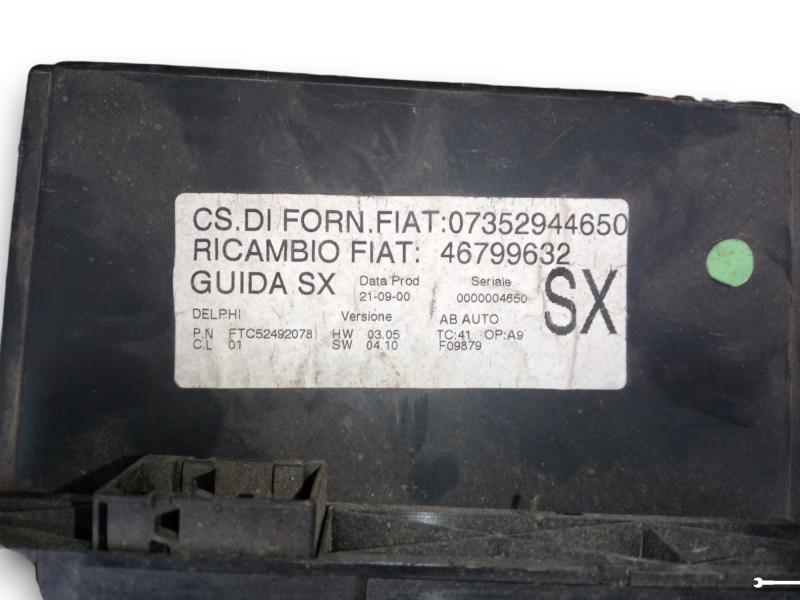 CS.DI FORN.FIAT:07352944650
RICAMBIO FIAT: 46799632
GUIDA SX Data Prod 21-09-00 Seriale 0000004650 SX
DELPHI Versione AB AUTO
P.N FTC52492078 HW 03.05 TC:41 OP:A9
C.L 01 SW 04.10 F09879